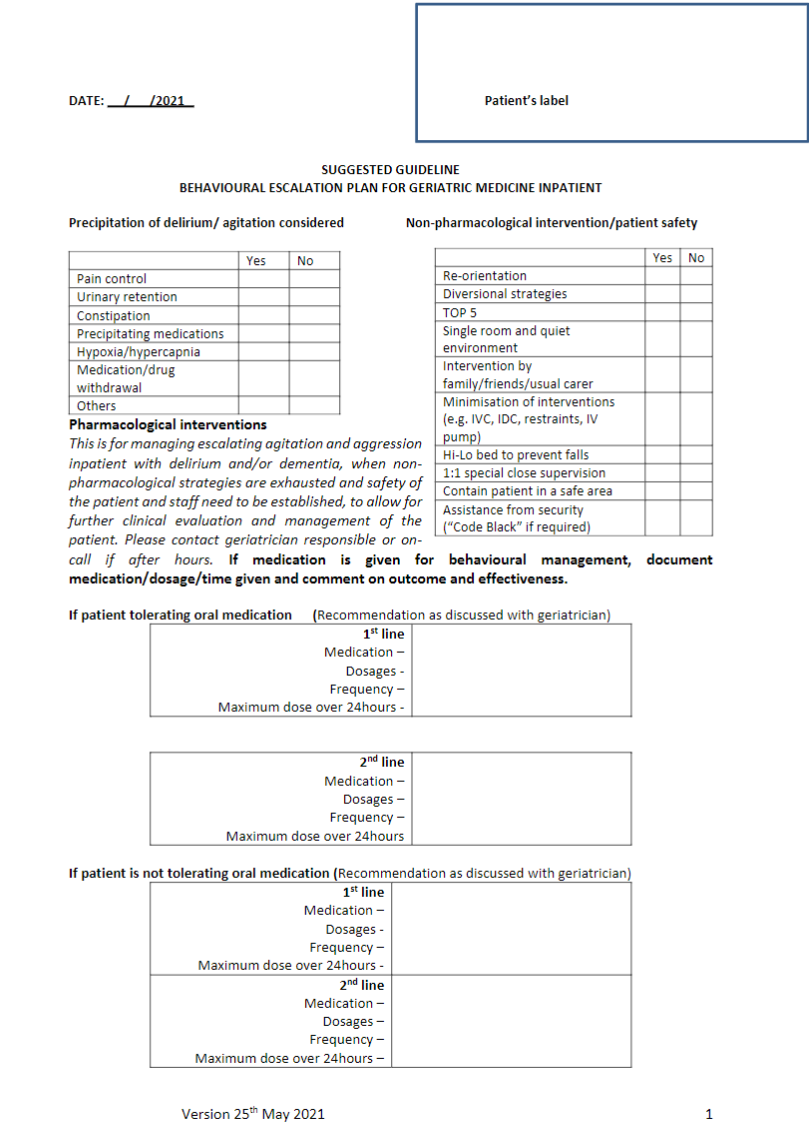 DATE: __/__/2021
Patient's label
SUGGESTED GUIDELINE
BEHAVIOURAL ESCALATION PLAN FOR GERIATRIC MEDICINE INPATIENT
Precipitation of delirium/ agitation considered
Yes No
Pain control
Urinary retention
Constipation
Precipitating medications
Hypoxia/hypercapnia
Medication/drug
withdrawal
Others
Non-pharmacological intervention/patient safety
Yes No
Re-orientation
Diversional strategies
TOP 5
Single room and quiet
environment
Intervention by
family/friends/usual carer
Minimisation of interventions
(e.g. IVC, IDC, restraints, IV
pump)
Hi-Lo bed to prevent falls
1:1 special close supervision
Contain patient in a safe area
Assistance from security
("Code Black" if required)
Pharmacological interventions
This is for managing escalating agitation and aggression
inpatient with delirium and/or dementia, when non-
pharmacological strategies are exhausted and safety of
the patient and staff need to be established, to allow for
further clinical evaluation and management of the
patient. Please contact geriatrician responsible or on-
call if after hours. If medication is given for behavioural management, document
medication/dosage/time given and comment on outcome and effectiveness.
If patient tolerating oral medication (Recommendation as discussed with geriatrician)
1st line
Medication –
Dosages -
Frequency –
Maximum dose over 24hours -
2nd line
Medication –
Dosages –
Frequency –
Maximum dose over 24hours
If patient is not tolerating oral medication (Recommendation as discussed with geriatrician)
1st line
Medication –
Dosages -
Frequency –
Maximum dose over 24hours -
2nd line
Medication –
Dosages –
Frequency –
Maximum dose over 24hours –
Version 25th May 2021
1